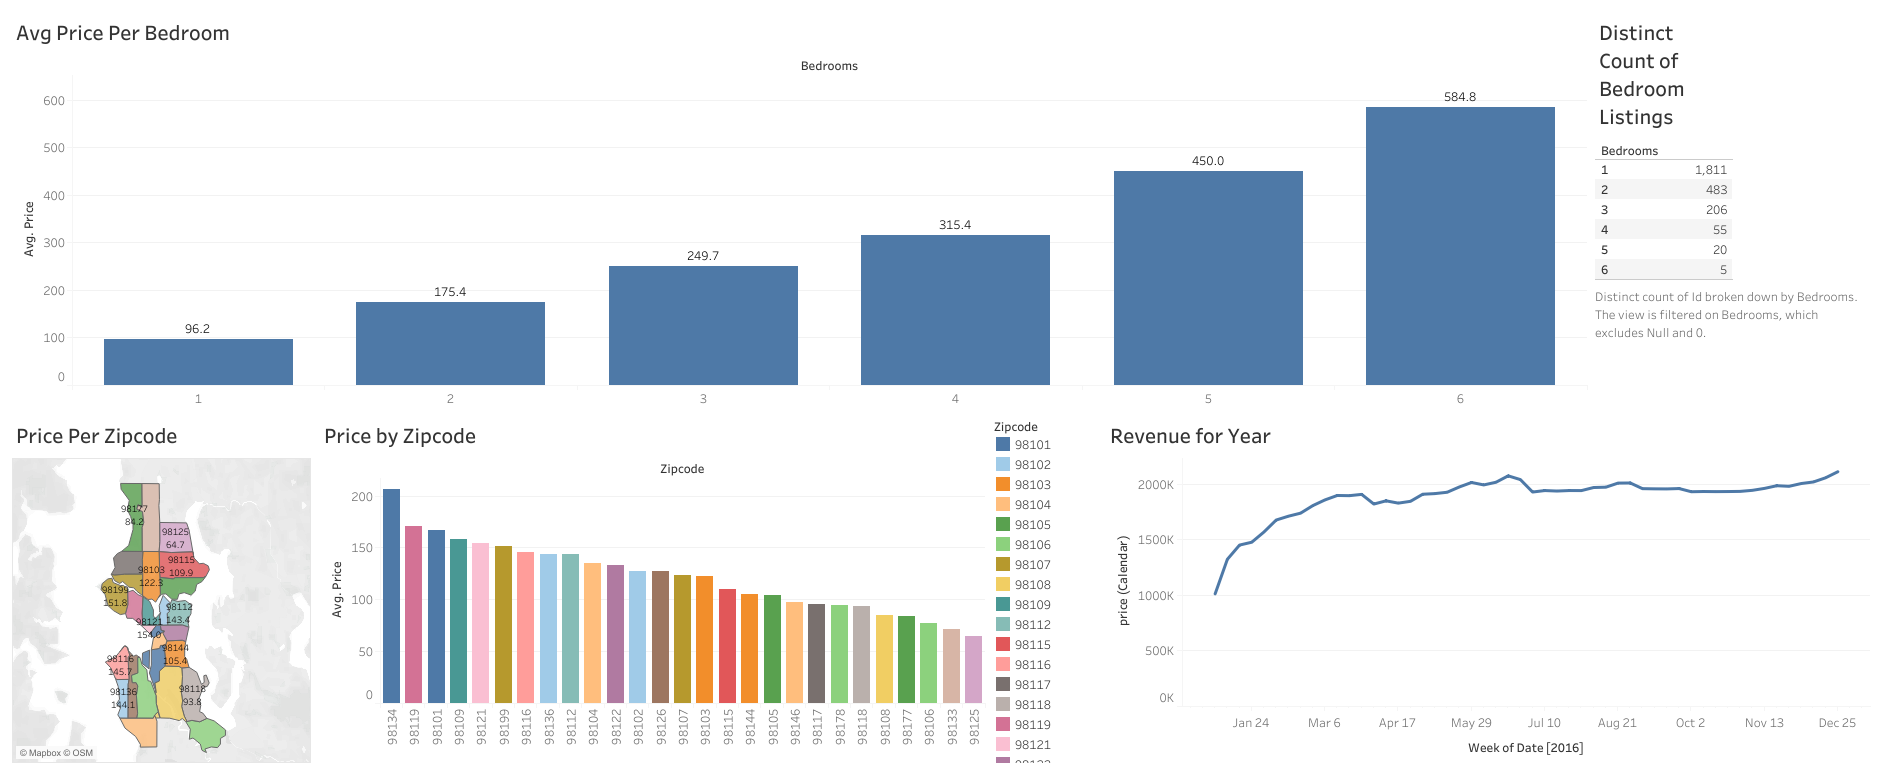 Avg Price Per Bedroom
Bedrooms
Avg. Price
600
500
400
300
200
100
0
96.2
175.4
249.7
315.4
450.0
584.8
1
2
3
4
5
6
Distinct
Count of
Bedroom
Listings
Bedrooms
1 1,811
2 483
3 206
4 55
5 20
6 5
Distinct count of Id broken down by Bedrooms.
The view is filtered on Bedrooms, which
excludes Null and 0.
Price Per Zipcode
98177
84.2
98125
64.7
98115
109.9
98103
122.3
98199
151.8
98112
143.4
98121
154.0
98144
105.4
98116
145.7
98136
144.1
98118
93.8
© Mapbox © OSM
Price by Zipcode
Zipcode
Avg. Price
200
150
100
50
0
98134
98119
98101
98109
98121
98199
98116
98136
98112
98104
98122
98102
98126
98107
98103
98115
98144
98105
98146
98117
98178
98118
98108
98177
98106
98133
98125
Zipcode
98101
98102
98103
98104
98105
98106
98107
98108
98109
98112
98115
98116
98117
98118
98119
98121
Revenue for Year
price (Calendar)
2000K
1500K
1000K
500K
0K
Jan 24
Mar 6
Apr 17
May 29
Jul 10
Aug 21
Oct 2
Nov 13
Dec 25
Week of Date [2016]